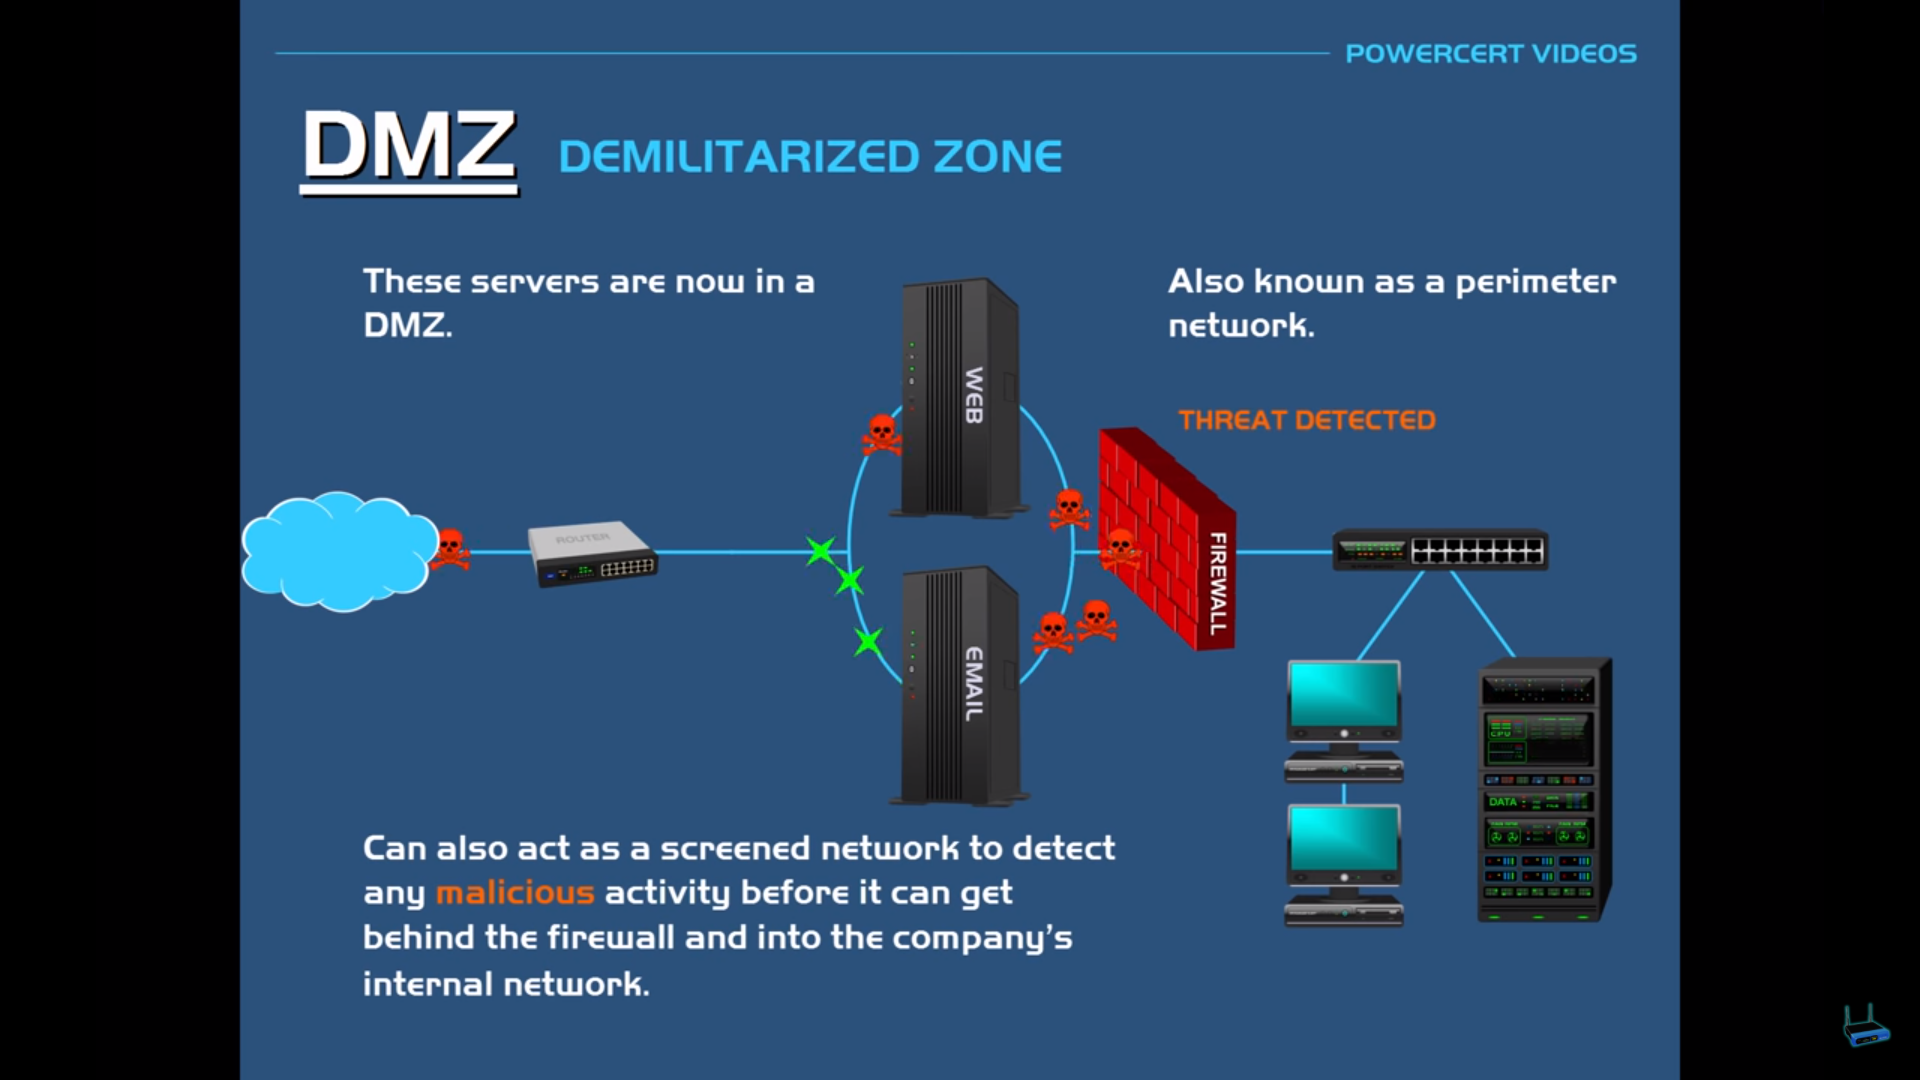 POWERCERT VIDEOS
DMZ DEMILITARIZED ZONE
These servers are now in a
DMZ.
Also known as a perimeter
network.
THREAT DETECTED
WEB
ROUTER
FIREWALL
EMAIL
CPU
DATA
Can also act as a screened network to detect
any malicious activity before it can get
behind the firewall and into the company's
internal network.